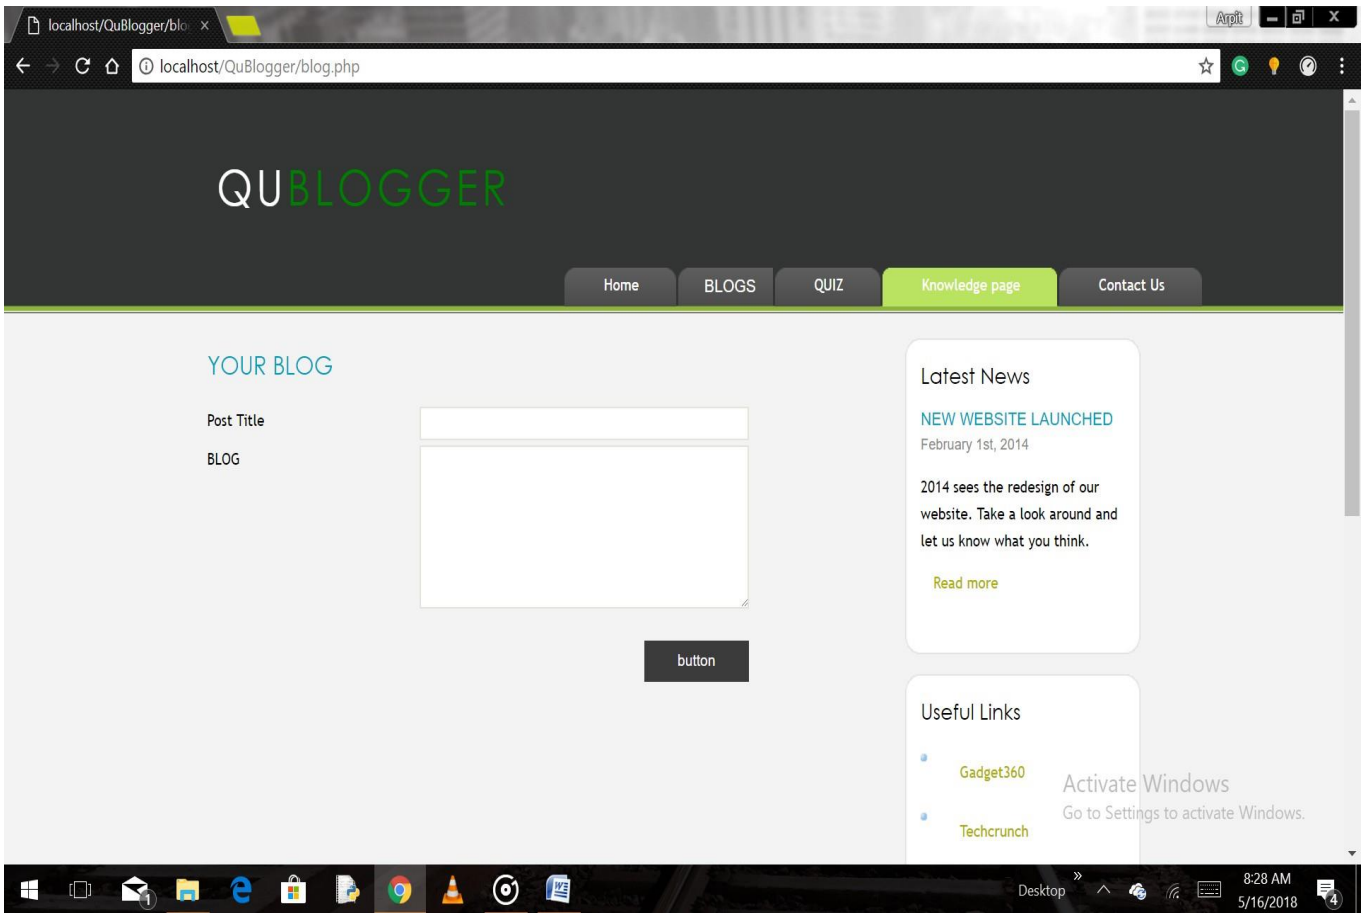 localhost/QuBlogger/blo
Arpit
localhost/QuBlogger/blog.php
QUBLOGGER
Home BLOGS QUIZ Knowledge page Contact Us
YOUR BLOG
Post Title
BLOG
button
Latest News
NEW WEBSITE LAUNCHED
February 1st, 2014
2014 sees the redesign of our
website. Take a look around and
let us know what you think.
Read more
Useful Links
Gadget360
Techcrunch
Activate Windows
Go to Settings to activate Windows.
1
Desktop
8:28 AM
5/16/2018
4